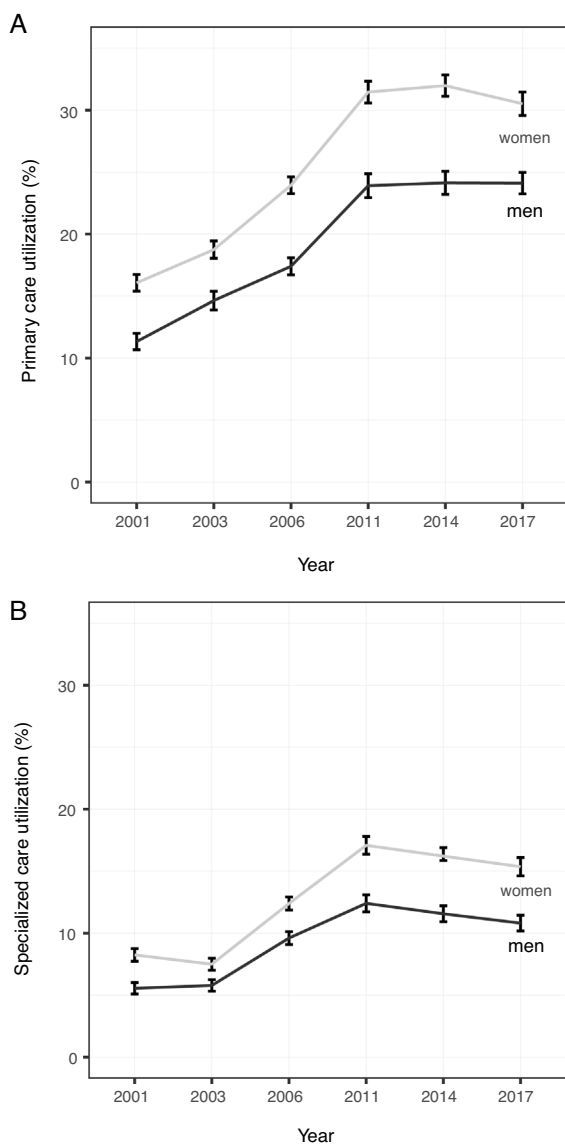 A
Primary care utilization (%)
30
20
10
0
women
men
2001 2003 2006 2011 2014 2017
Year
B
Specialized care utilization (%)
30
20
10
0
women
men
2001 2003 2006 2011 2014 2017
Year